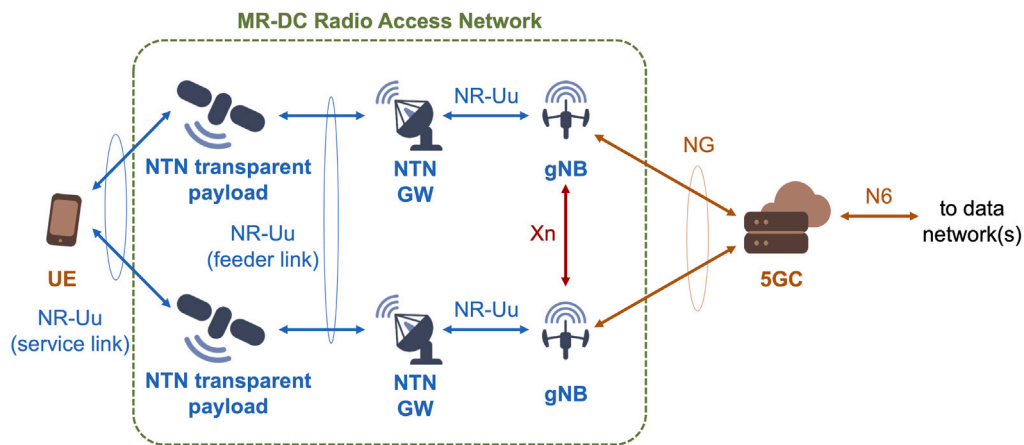 MR-DC Radio Access Network
NR-Uu
NR-Uu
NTN transparent
payload
NTN
GW
gNB
NG
UE
NR-Uu
(service link)
NR-Uu
(feeder link)
Xn
N6
to data
network(s)
5GC
NTN transparent
payload
NTN
GW
gNB